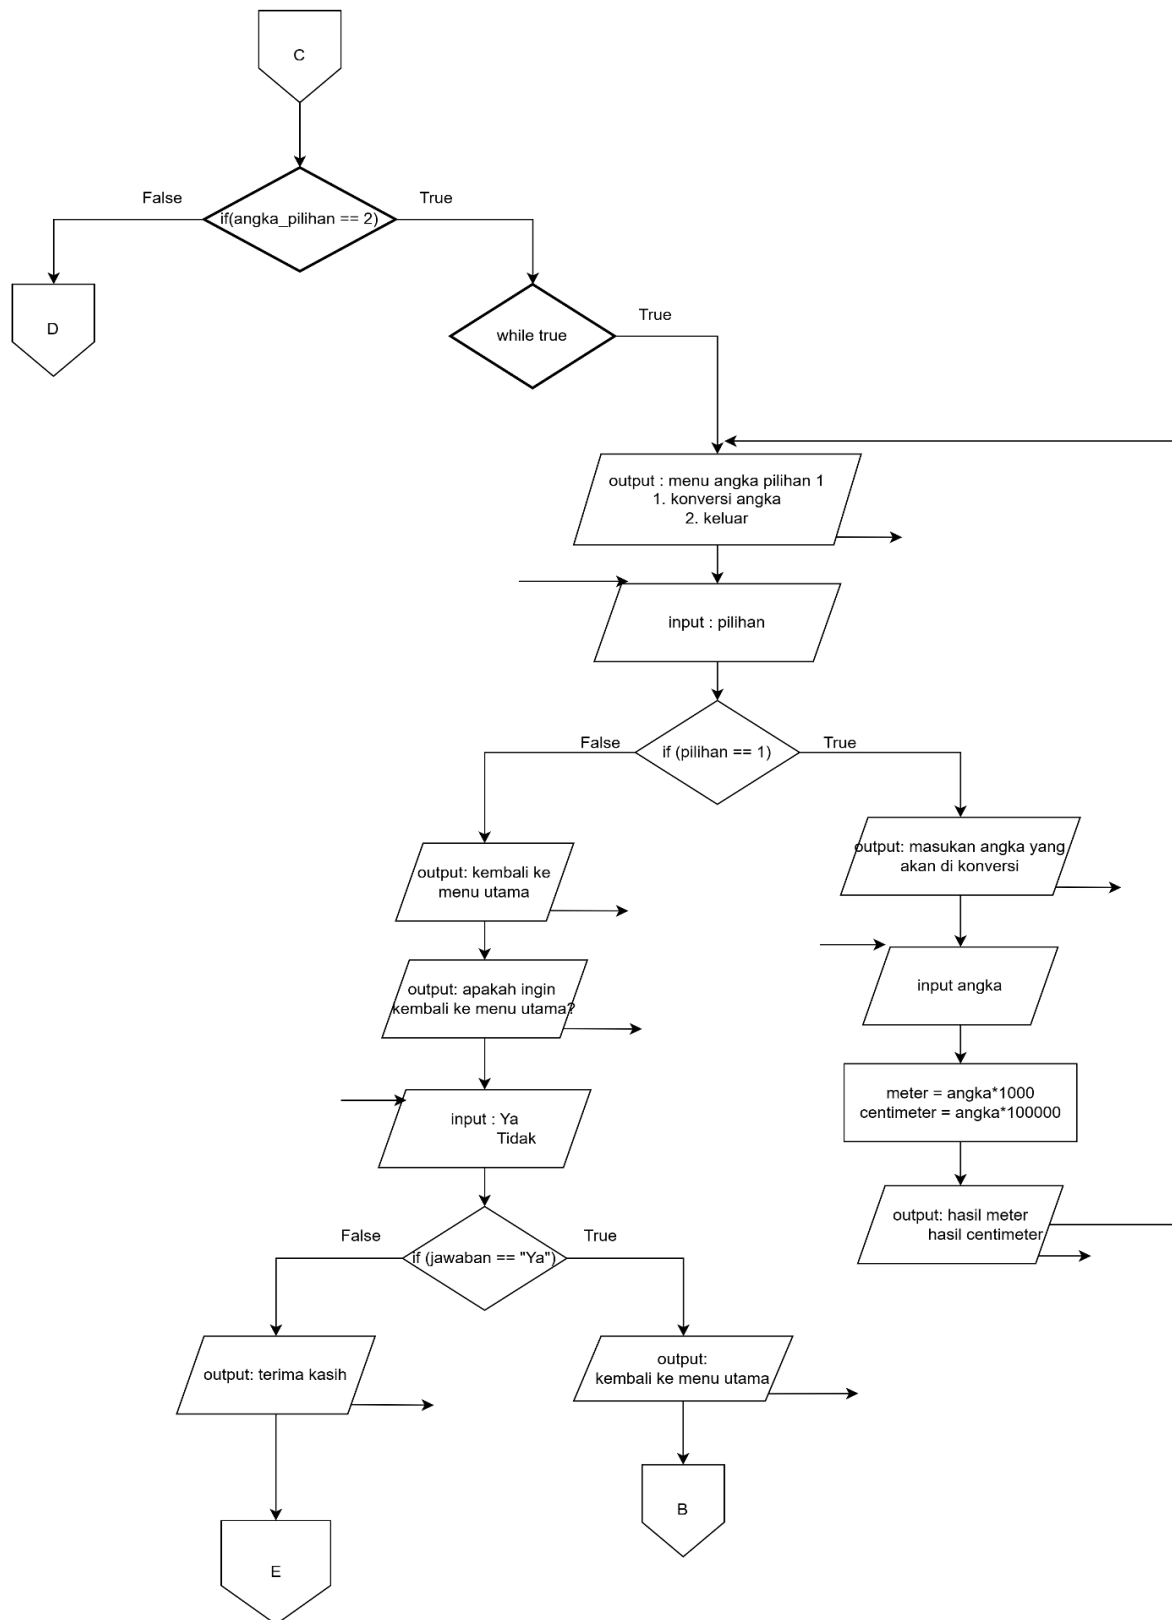 C
False
True
if(angka_pilihan == 2)
D
while true
True
output : menu angka pilihan 1
1. konversi angka
2. keluar
input : pilihan
False
if (pilihan == 1)
True
output: masukan angka yang
akan di konversi
output: kembali ke
menu utama
input angka
output: apakah ingin
kembali ke menu utama?
meter = angka*1000
centimeter = angka*100000
input : Ya
Tidak
output: hasil meter
hasil centimeter
False
True
if (jawaban == "Ya")
output: terima kasih
output:
kembali ke menu utama
B
E